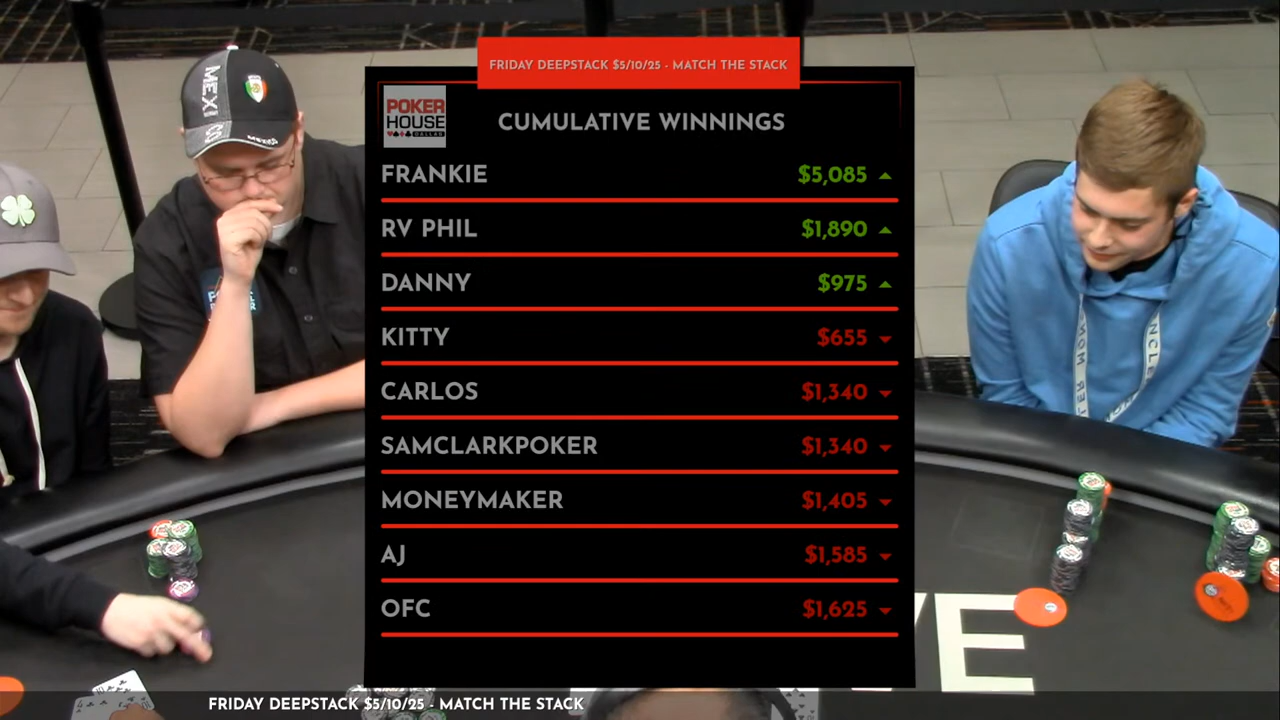 FRIDAY DEEPSTACK $5/10/25 - MATCH THE STACK
POKER
HOUSE
DALLAS
CUMULATIVE WINNINGS
FRANKIE $5,085
RV PHIL $1,890
DANNY $975
KITTY $655
CARLOS $1,340
SAMCLARKPOKER $1,340
MONEYMAKER $1,405
AJ $1,585
OFC $1,625
FRIDAY DEEPSTACK $5/10/25 - MATCH THE STACK